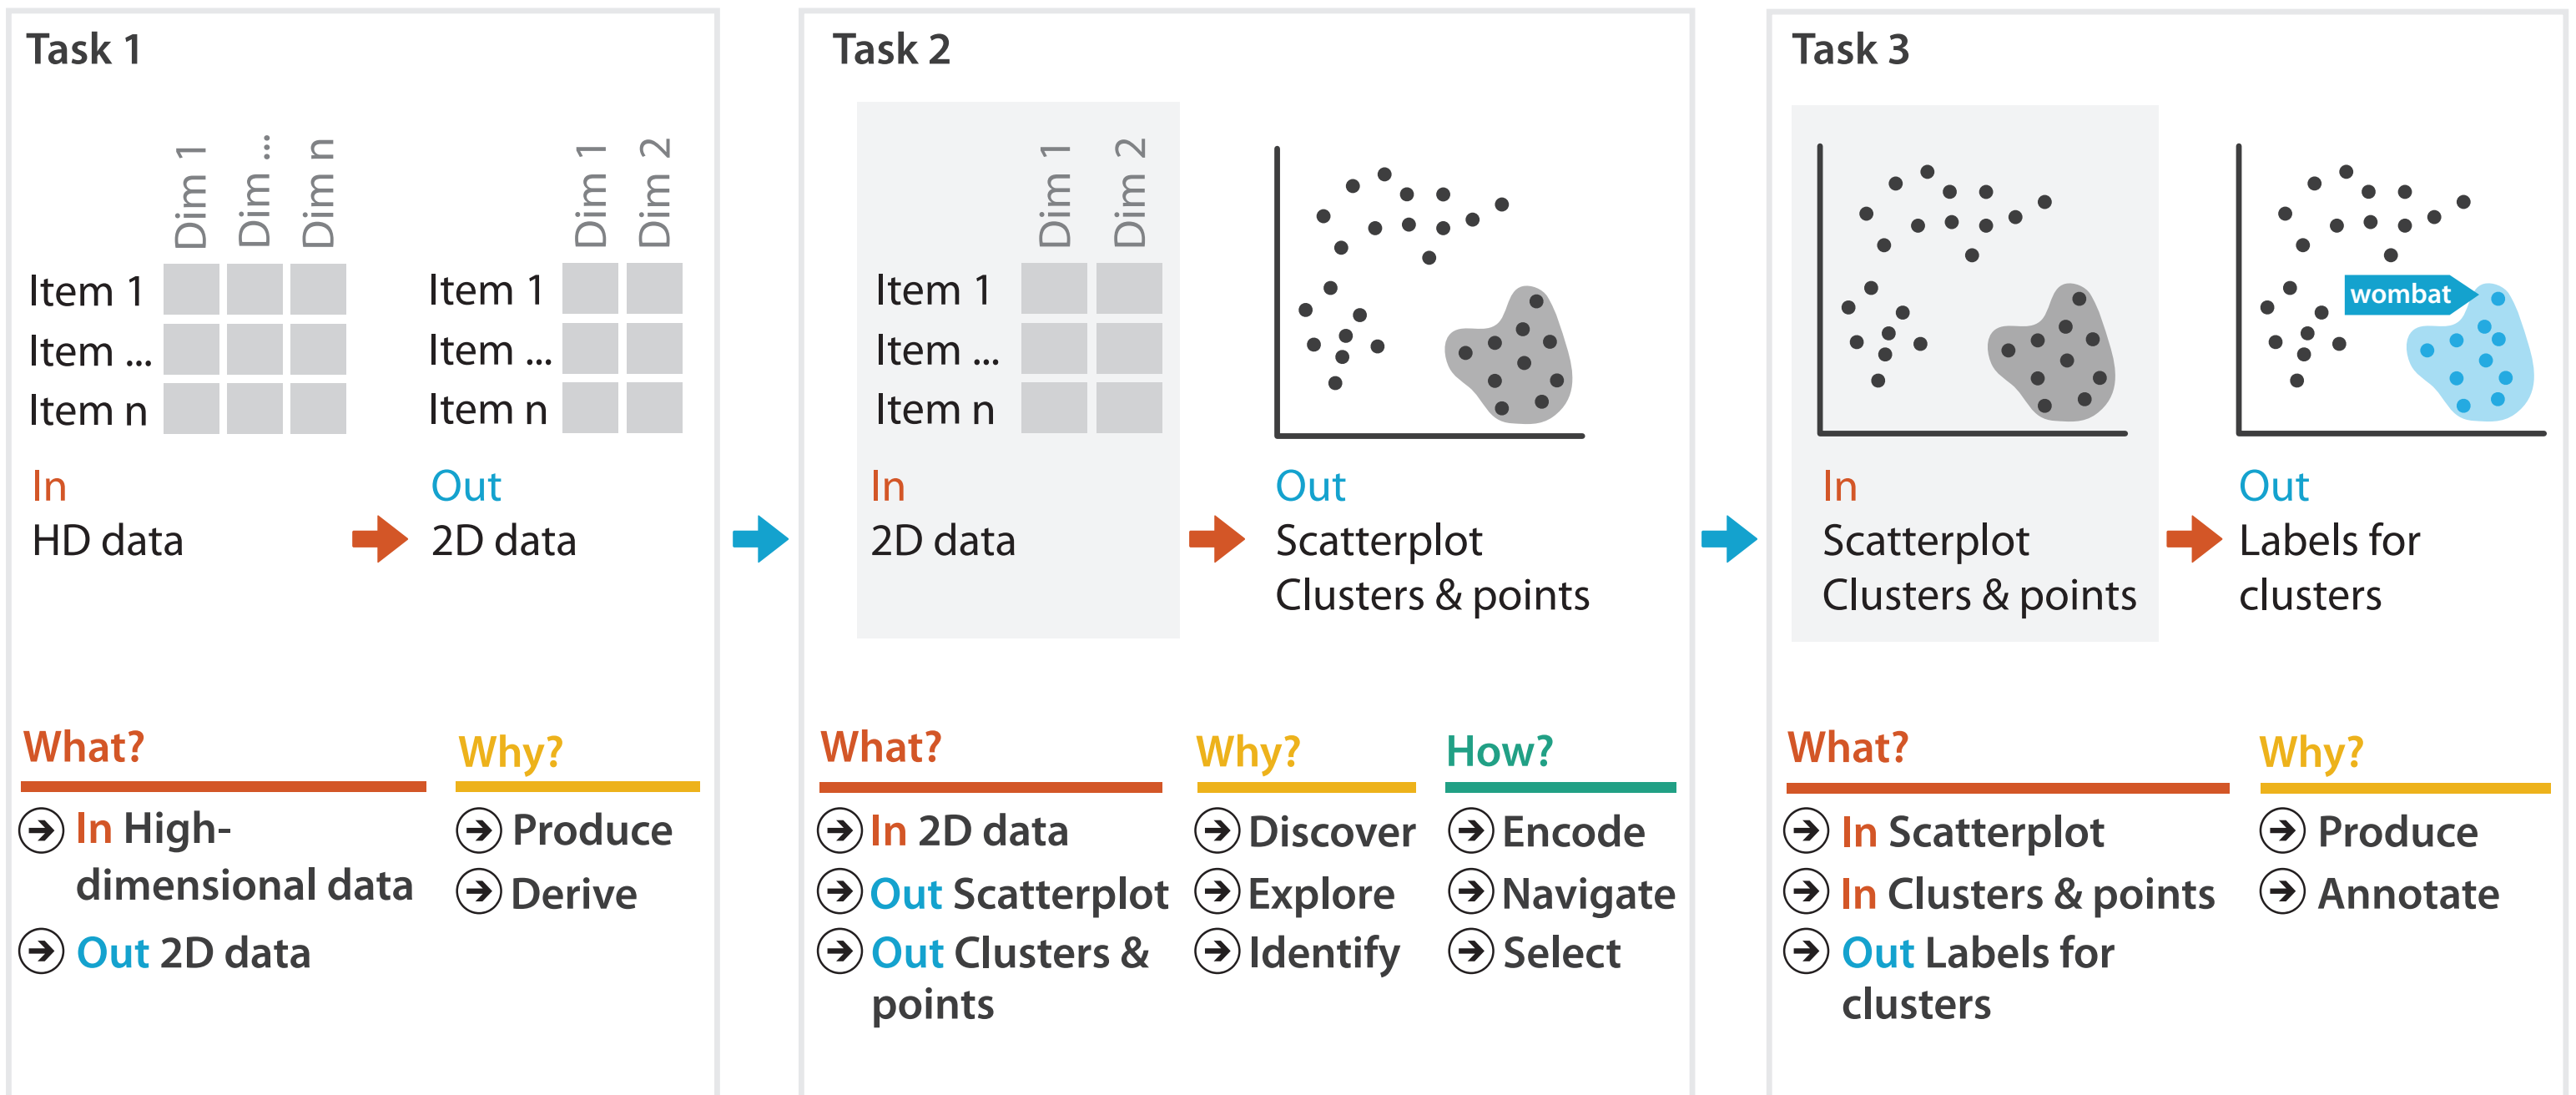 Task 1
Dim 1
Dim ...
Dim n
Item 1
Item ...
Item n
In
HD data
Dim 1
Dim 2
Item 1
Item ...
Item n
Out
2D data
What?
In High-
dimensional data
Out 2D data
Why?
Produce
Derive
Task 2
Dim 1
Dim 2
Item 1
Item ...
Item n
In
2D data
Out
Scatterplot
Clusters & points
What?
In 2D data
Out Scatterplot
Out Clusters &
points
Why?
Discover
Explore
Identify
How?
Encode
Navigate
Select
Task 3
In
Scatterplot
Clusters & points
wombat
Out
Labels for
clusters
What?
In Scatterplot
In Clusters & points
Out Labels for
clusters
Why?
Produce
Annotate